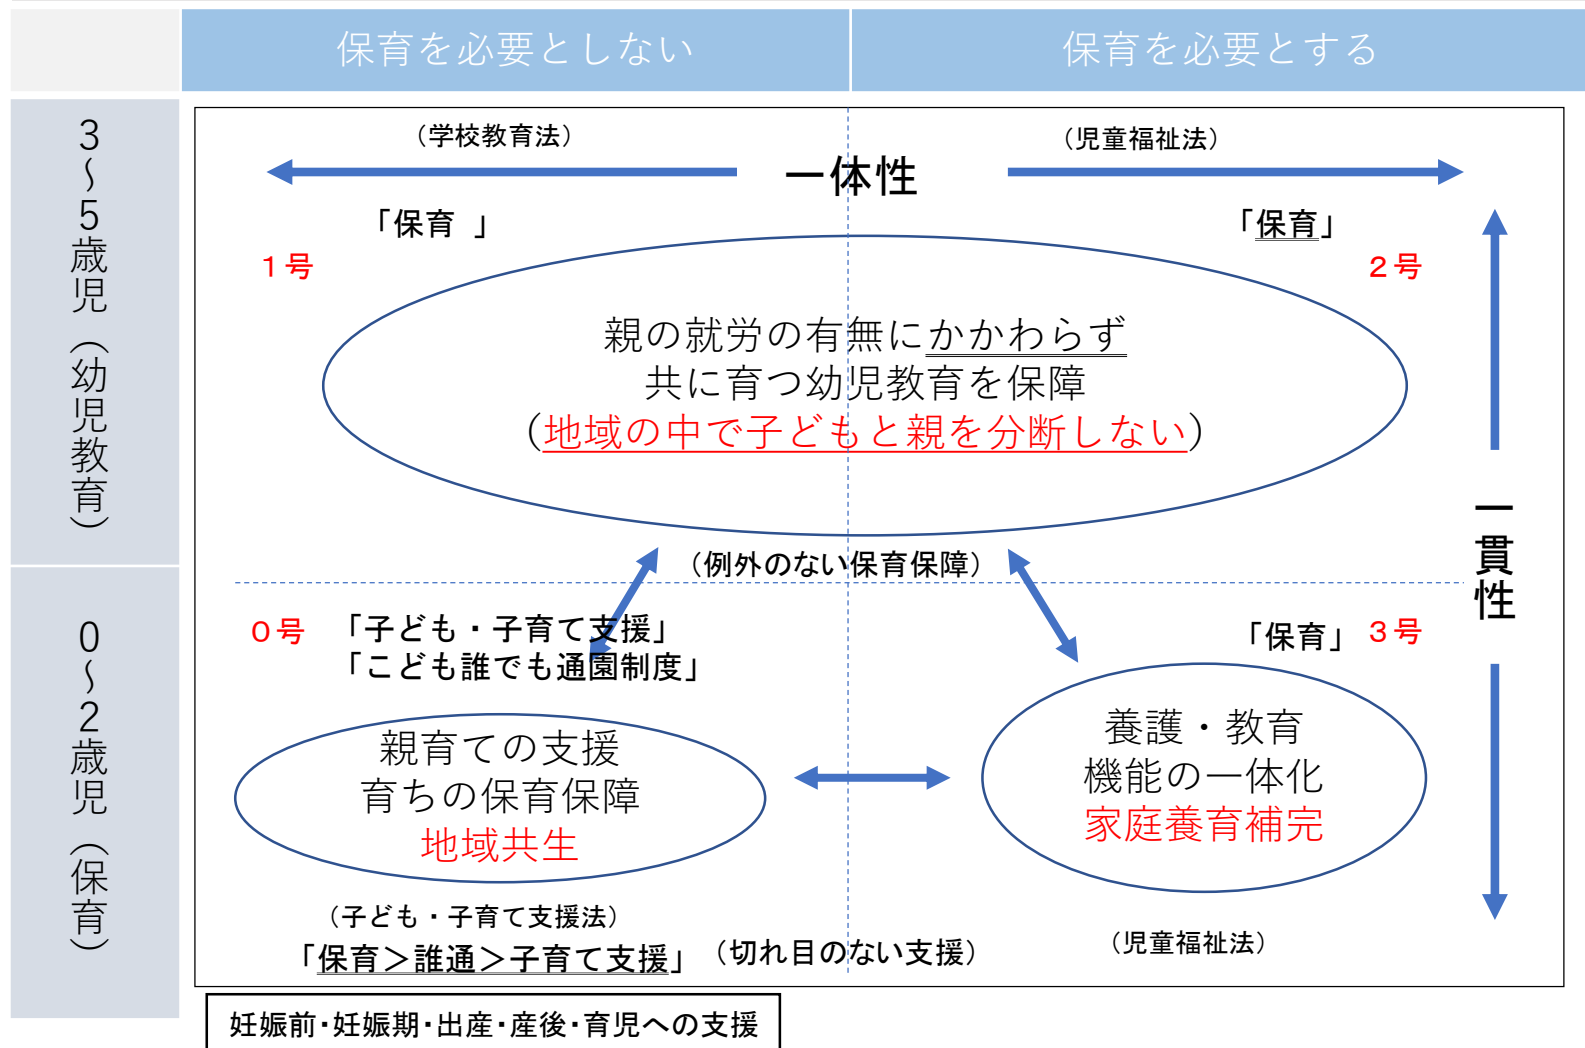 保育を必要としない
保育を必要とする
3～5歳児（幼児教育）
（学校教育法）
（児童福祉法）
一体性
「保育 」
「保育」
１号
２号
親の就労の有無にかかわらず
共に育つ幼児教育を保障
（地域の中で子どもと親を分断しない）
一貫性
（例外のない保育保障）
0～2歳児（保育）
０号
「子ども・子育て支援」
「こども誰でも通園制度」
「保育」
３号
親育ての支援
育ちの保育保障
地域共生
養護・教育
機能の一体化
家庭養育補完
（子ども・子育て支援法）
「保育＞誰通＞子育て支援」
（切れ目のない支援）
（児童福祉法）
妊娠前・妊娠期・出産・産後・育児への支援